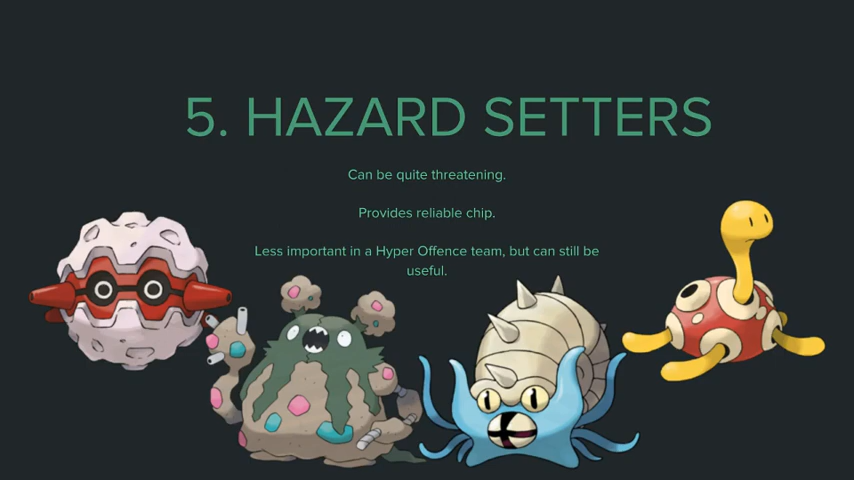 5. HAZARD SETTERS
Can be quite threatening.
Provides reliable chip.
Less important in a Hyper Offence team, but can still be
useful.